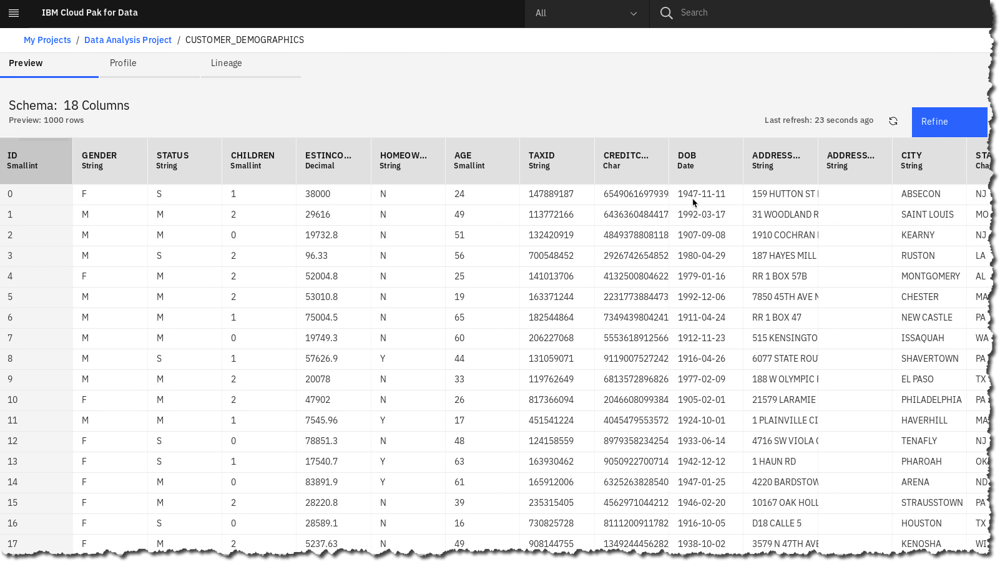 IBM Cloud Pak for Data All Search
My Projects / Data Analysis Project / CUSTOMER_DEMOGRAPHICS
Preview Profile Lineage
Schema: 18 Columns
Preview: 1000 rows Last refresh: 23 seconds ago Refine
ID GENDER STATUS CHILDREN ESTINCO... HOMEOW... AGE TAXID CREDITC... DOB ADDRESS... ADDRESS... CITY STA
Smallint String String Smallint Decimal String Smallint String Char Date String String String Cha
0 F S 1 38000 N 24 147889187 6549061697939 1947-11-11 159 HUTTON ST ABSECON NJ
1 M M 2 29616 N 49 113772166 6436360484417 1992-03-17 31 WOODLAND R SAINT LOUIS MO
2 M M 0 19732.8 N 51 132420919 4849378808118 1907-09-08 1910 COCHRAN KEARNY NJ
3 M S 2 96.33 N 56 700548452 2926742654852 1980-04-29 187 HAYES MILL RUSTON LA
4 F M 2 52004.8 N 25 141013706 4132500804622 1979-01-16 RR 1 BOX 57B MONTGOMERY AL
5 M M 2 53010.8 N 19 163371244 2231773884473 1992-12-06 7850 45TH AVE N CHESTER MA
6 M M 1 75004.5 N 65 182544864 7349439804241 1911-04-24 RR 1 BOX 47 NEW CASTLE PA
7 M M 0 19749.3 N 60 206227068 5553618912566 1912-11-23 515 KENSINGTO ISSAQUAH WA
8 M S 1 57626.9 Y 44 131059071 9119007527242 1916-04-26 6077 STATE ROU SHAVERTOWN PA
9 M M 2 20078 N 33 119762649 6813572896826 1977-02-09 188 W OLYMPIC EL PASO TX
10 F M 2 47902 N 26 817366094 2046608099384 1905-02-01 21579 LARAMIE PHILADELPHIA PA
11 M M 1 7545.96 Y 17 451541224 4045479553572 1924-10-01 1 PLAINVILLE CI HAVERHILL MA
12 F S 0 78851.3 N 48 124158559 8979358234254 1933-06-14 4716 SW VIOLA TENAFLY NJ
13 F S 1 17540.7 Y 63 163930462 9050922700714 1942-12-12 1 HAUN RD PHAROAH OK
14 F M 0 83891.9 Y 61 165912006 6325263828540 1947-01-25 4220 BARDSTOW ARENA ND
15 F M 2 28220.8 N 39 235315405 4562971044212 1946-02-20 10167 OAK HOLL STRAUSSTOWN PA
16 F S 0 28589.1 N 16 730825728 8111200911782 1916-10-05 D18 CALLE 5 HOUSTON TX
17 F M 2 5237.63 N 49 908144755 1349244456282 1938-10-02 3579 N 47TH AVE KENOSHA WI